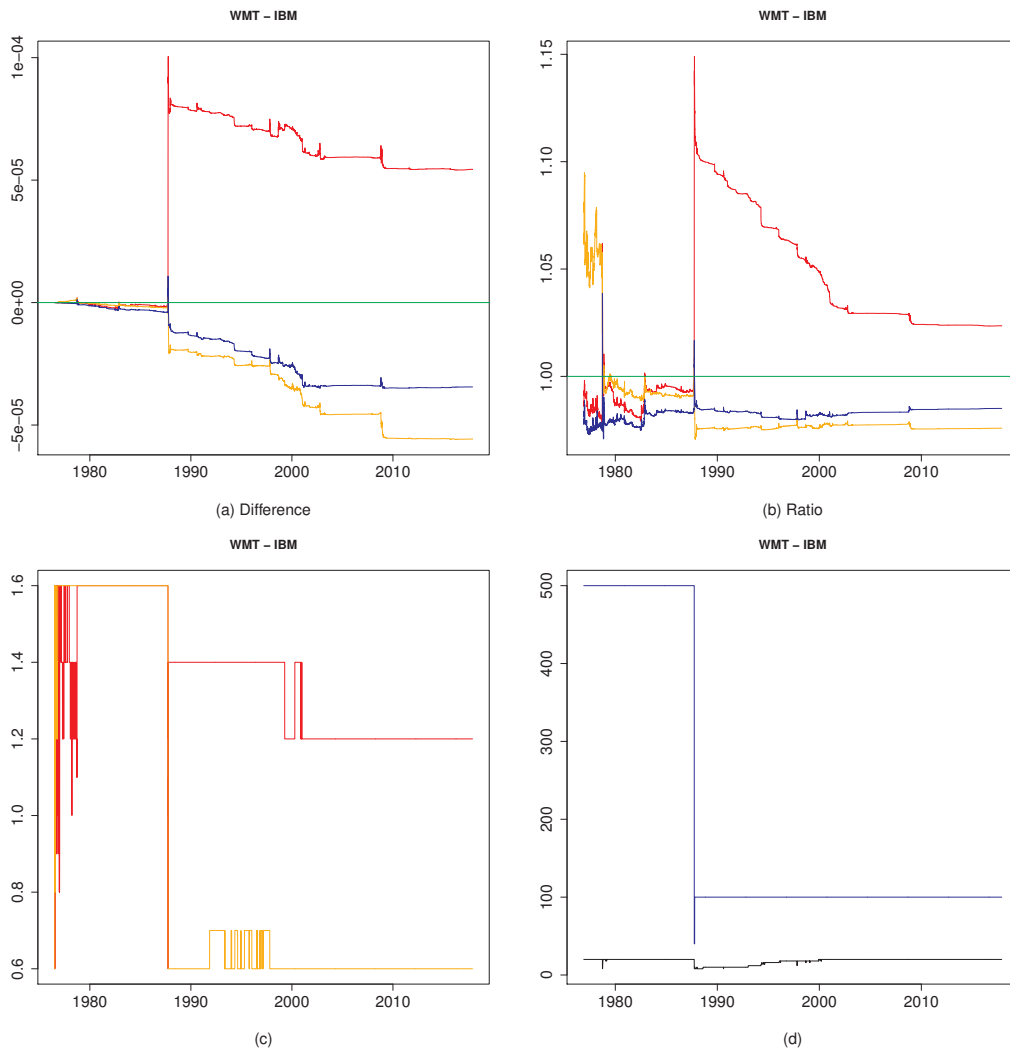 WMT − IBM
1e−04
5e−05
0e+00
−5e−05
1980 1990 2000 2010
(a) Difference
WMT − IBM
1.15
1.10
1.05
1.00
1980 1990 2000 2010
(b) Ratio
WMT − IBM
1.6
1.4
1.2
1.0
0.8
0.6
1980 1990 2000 2010
(c)
WMT − IBM
500
400
300
200
100
0
1980 1990 2000 2010
(d)